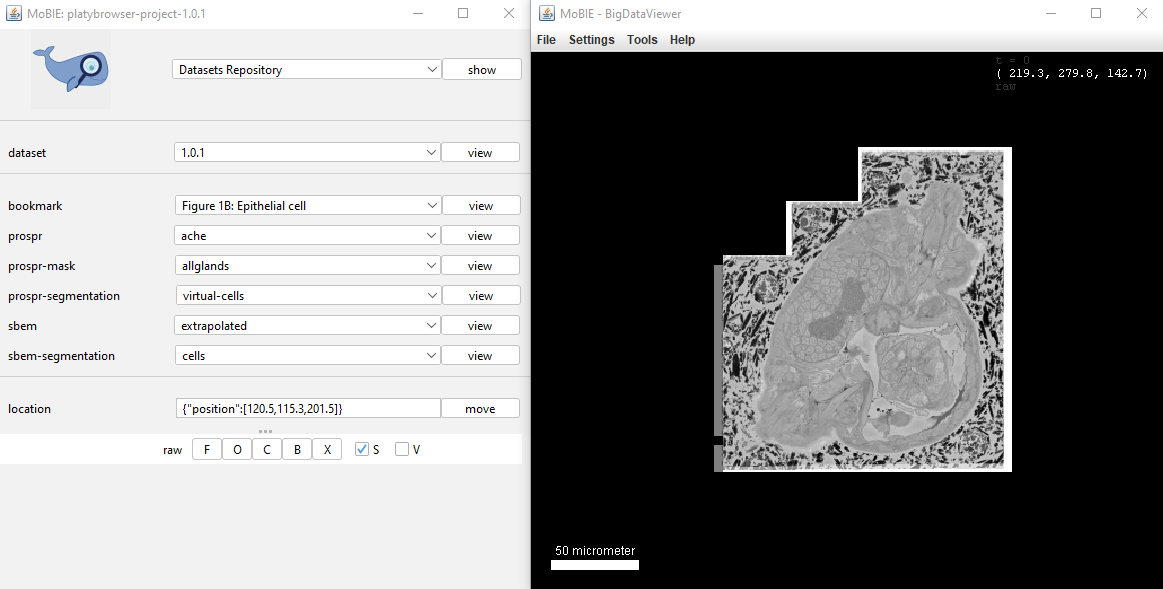 MoBIE: platybrowser-project-1.0.1
Datasets Repository show
dataset 1.0.1 view
bookmark Figure 1B: Epithelial cell view
prospr ache view
prospr-mask allglands view
prospr-segmentation virtual-cells view
sbem extrapolated view
sbem-segmentation cells view
location {"position":[120.5,115.3,201.5]} move
raw F O C B X S V
MoBIE - BigDataViewer
File Settings Tools Help
t = 0
( 219.3, 279.8, 142.7)
raw
50 micrometer